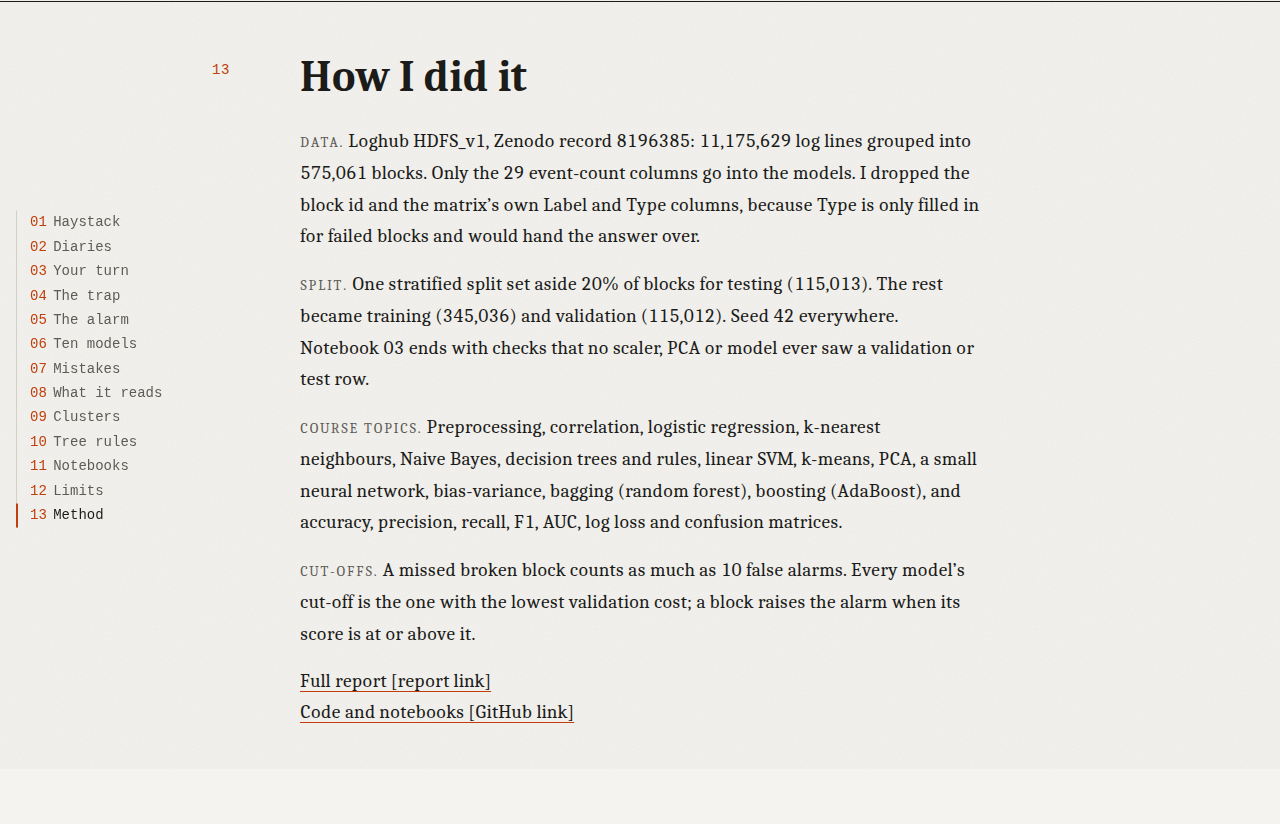 13
How I did it
DATA. Loghub HDFS_v1, Zenodo record 8196385: 11,175,629 log lines grouped into
575,061 blocks. Only the 29 event-count columns go into the models. I dropped the
block id and the matrix’s own Label and Type columns, because Type is only filled in
for failed blocks and would hand the answer over.
SPLIT. One stratified split set aside 20% of blocks for testing (115,013). The rest
became training (345,036) and validation (115,012). Seed 42 everywhere.
Notebook 03 ends with checks that no scaler, PCA or model ever saw a validation or
test row.
COURSE TOPICS. Preprocessing, correlation, logistic regression, k-nearest
neighbours, Naive Bayes, decision trees and rules, linear SVM, k-means, PCA, a small
neural network, bias-variance, bagging (random forest), boosting (AdaBoost), and
accuracy, precision, recall, F1, AUC, log loss and confusion matrices.
CUT-OFFS. A missed broken block counts as much as 10 false alarms. Every model’s
cut-off is the one with the lowest validation cost; a block raises the alarm when its
score is at or above it.
Full report [report link]
Code and notebooks [GitHub link]
01 Haystack
02 Diaries
03 Your turn
04 The trap
05 The alarm
06 Ten models
07 Mistakes
08 What it reads
09 Clusters
10 Tree rules
11 Notebooks
12 Limits
13 Method